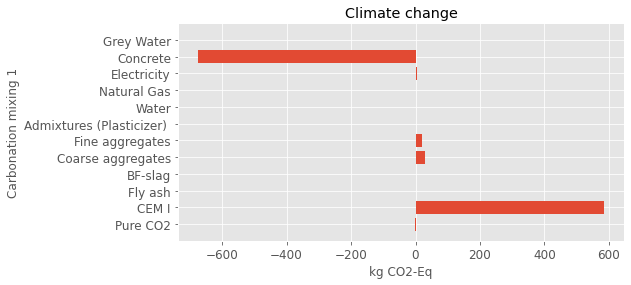 Climate change
Carbonation mixing 1
Grey Water
Concrete
Electricity
Natural Gas
Water
Admixtures (Plasticizer)
Fine aggregates
Coarse aggregates
BF-slag
Fly ash
CEM I
Pure CO2
−600 −400 −200 0 200 400 600
kg CO2-Eq